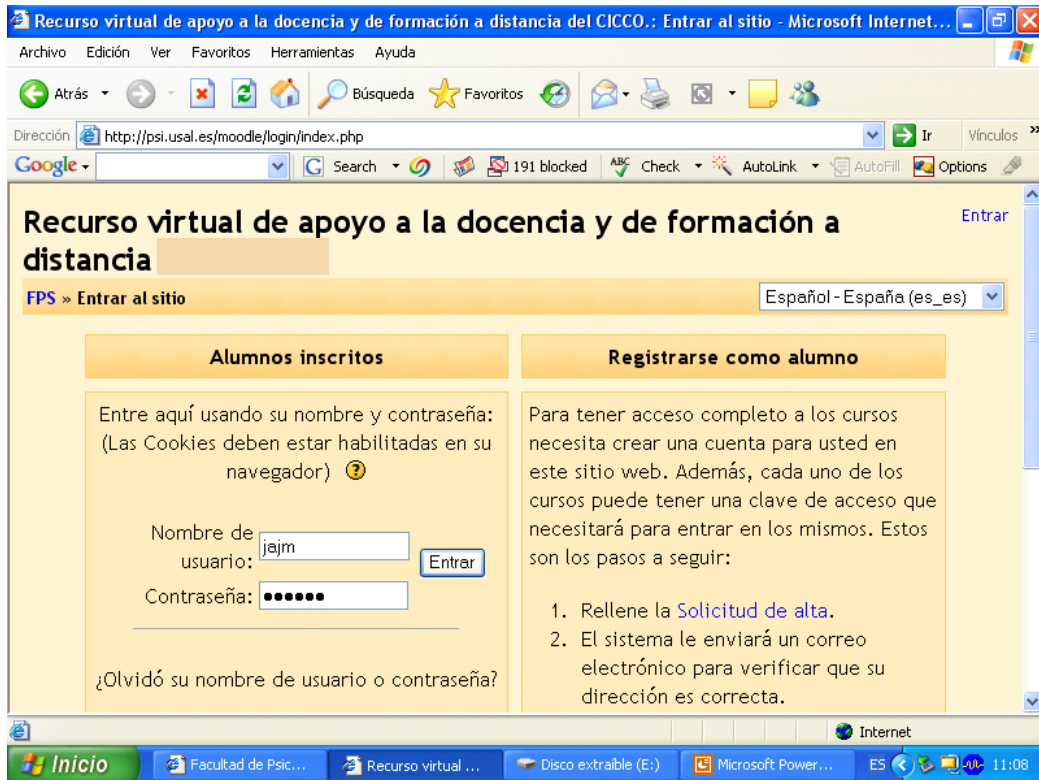 Recurso virtual de apoyo a la docencia y de formación a distancia del CICCO.: Entrar al sitio - Microsoft Internet...
Archivo Edición Ver Favoritos Herramientas Ayuda
Atrás Búsqueda Favoritos
Dirección http://psi.usal.es/moodle/login/index.php Ir Vínculos »
Google Search 191 blocked ABC Check AutoLink AutoFill Options
Recurso virtual de apoyo a la docencia y de formación a
distancia
Entrar
FPS » Entrar al sitio
Español - España (es_es)
Alumnos inscritos
Entre aquí usando su nombre y contraseña:
(Las Cookies deben estar habilitadas en su
navegador) ?
Nombre de
usuario: jajm
Entrar
Contraseña: ●●●●●●
¿Olvidó su nombre de usuario o contraseña?
Registrarse como alumno
Para tener acceso completo a los cursos
necesita crear una cuenta para usted en
este sitio web. Además, cada uno de los
cursos puede tener una clave de acceso que
necesitará para entrar en los mismos. Estos
son los pasos a seguir:
1. Rellene la Solicitud de alta.
2. El sistema le enviará un correo
electrónico para verificar que su
dirección es correcta.
Internet
Inicio Facultad de Psic... Recurso virtual ... Disco extraíble (E:) Microsoft Power... ES 11:08